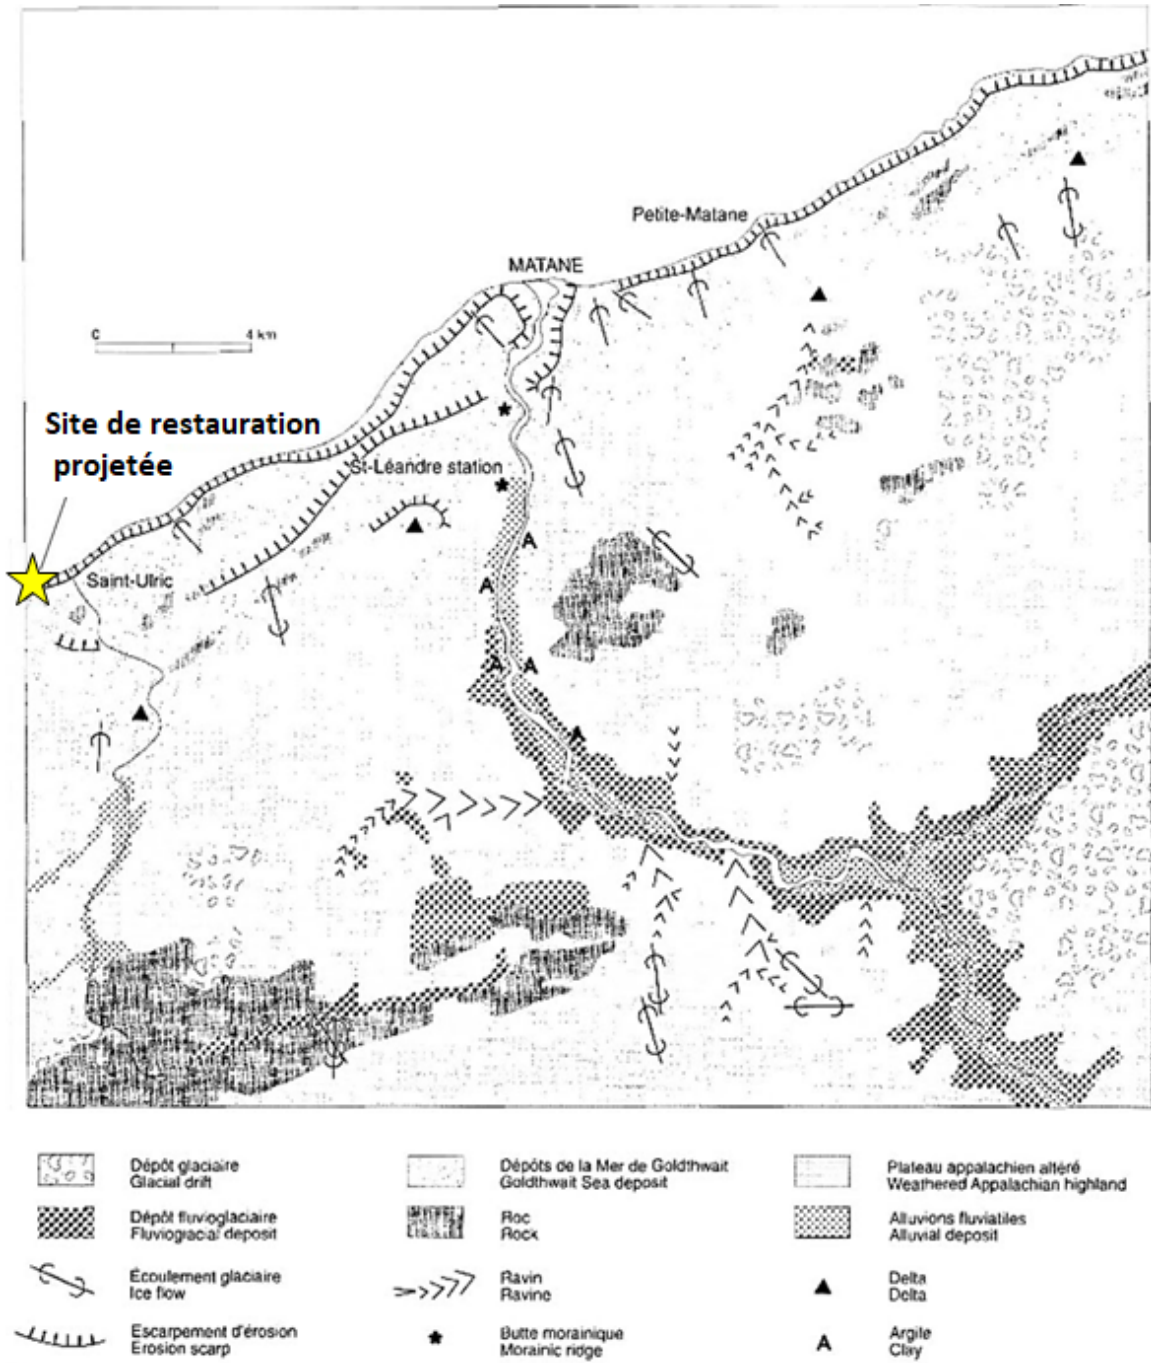 Petite-Matane
MATANE
C 4 km
Site de restauration
projetée
St-Léandre station
Saint-Ulric
A
A
A A
A
Dépôt glaciaire
Glacial drift
Dépôts de la Mer de Goldthwait
Goldthwait Sea deposit
Plateau appalachien altéré
Weathered Appalachian highland
Dépôt fluvioglaciaire
Fluvioglacial deposit
Roc
Rock
Alluvions fluviatiles
Alluvial deposit
Écoulement glaciaire
Ice flow
Ravin
Ravine
Delta
Delta
Escarpement d'érosion
Erosion scarp
Butte morainique
Morainic ridge
A
Argile
Clay